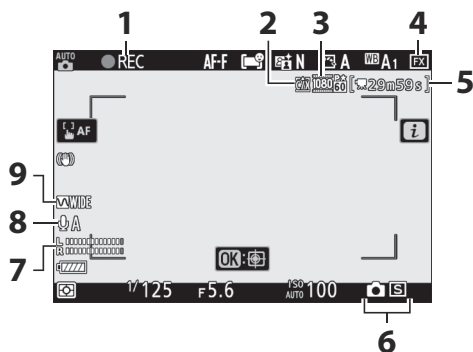 1 2 3 4
AUTO REC AF-F N A WB A1 FX
1080 60 [29m59s] 5
AF i
9 WIDE
8 A
7 L
R
OK:
1/125 F5.6 ISO AUTO 100 S
6